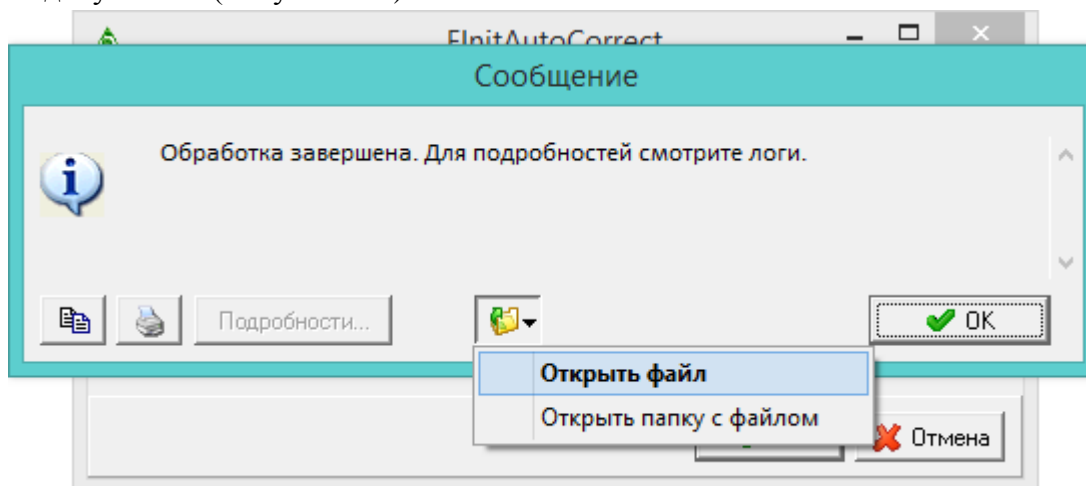 FInitAutoCorrect
Сообщение
Обработка завершена. Для подробностей смотрите логи.
Подробности...
OK
Открыть файл
Открыть папку с файлом
Отмена